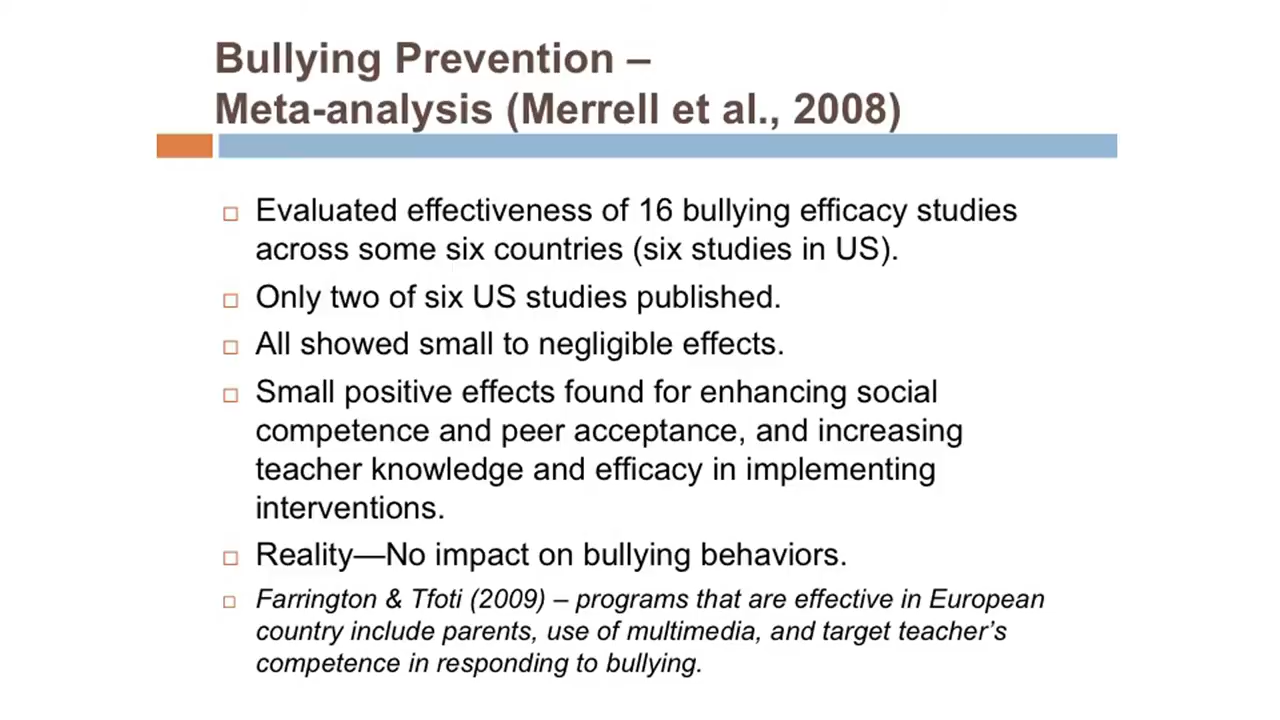 Bullying Prevention –
Meta-analysis (Merrell et al., 2008)
Evaluated effectiveness of 16 bullying efficacy studies
across some six countries (six studies in US).
Only two of six US studies published.
All showed small to negligible effects.
Small positive effects found for enhancing social
competence and peer acceptance, and increasing
teacher knowledge and efficacy in implementing
interventions.
Reality—No impact on bullying behaviors.
Farrington & Tfoti (2009) – programs that are effective in European
country include parents, use of multimedia, and target teacher's
competence in responding to bullying.